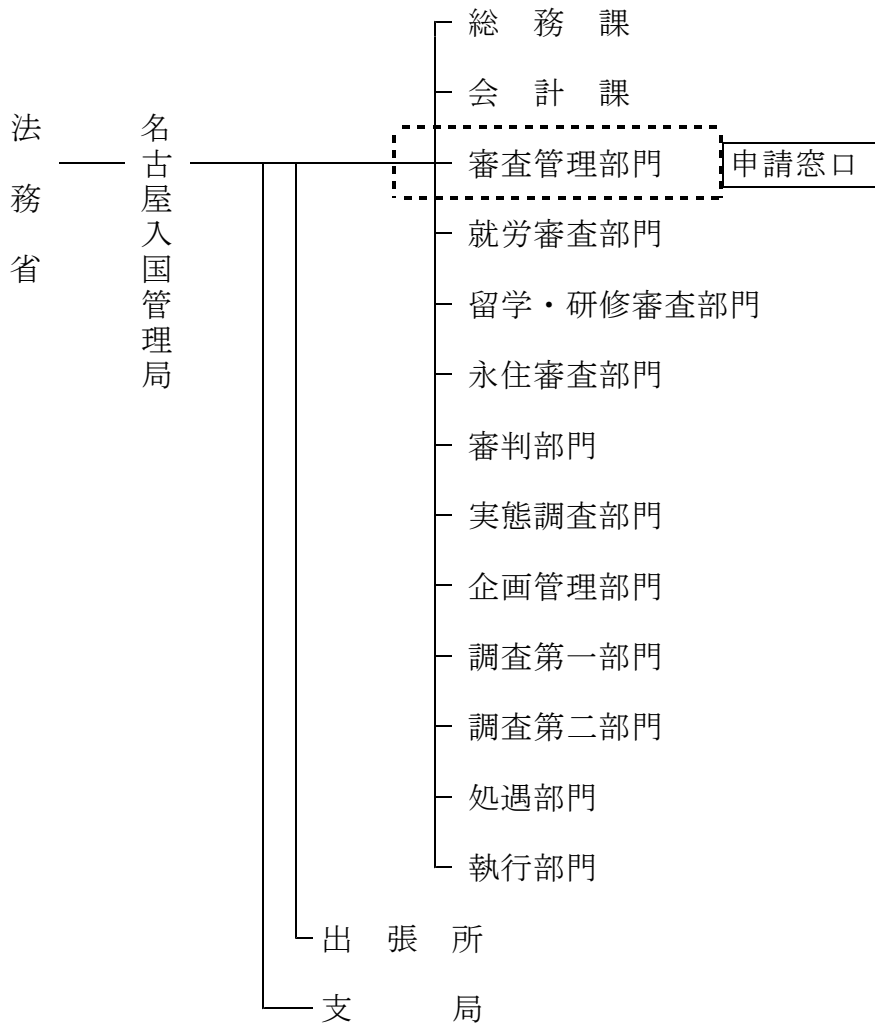 法務省
名古屋入国管理局
総務課
会計課
審査管理部門
申請窓口
就労審査部門
留学・研修審査部門
永住審査部門
審判部門
実態調査部門
企画管理部門
調査第一部門
調査第二部門
処遇部門
執行部門
出張所
支局